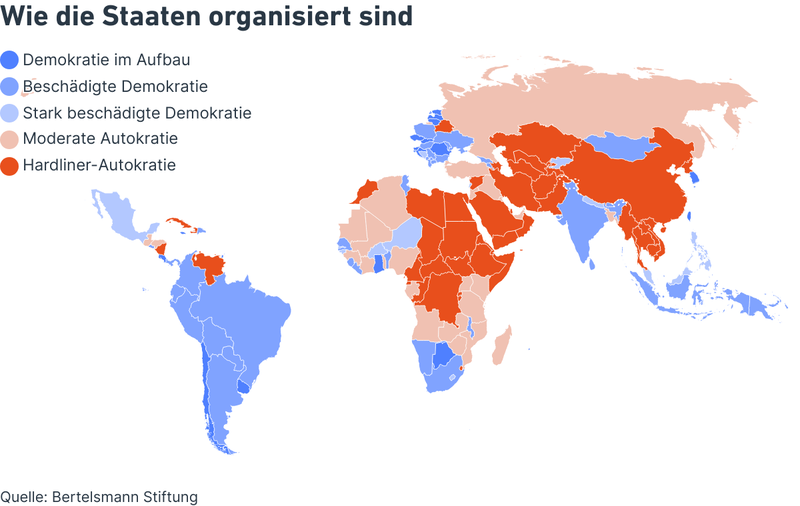 Wie die Staaten organisiert sind
Demokratie im Aufbau
Beschädigte Demokratie
Stark beschädigte Demokratie
Moderate Autokratie
Hardliner-Autokratie
Quelle: Bertelsmann Stiftung